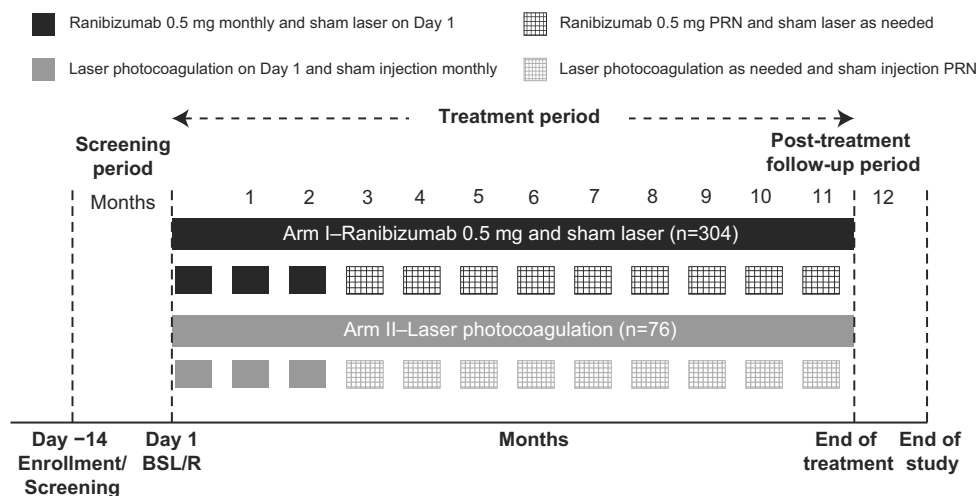 Ranibizumab 0.5 mg monthly and sham laser on Day 1
Ranibizumab 0.5 mg PRN and sham laser as needed
Laser photocoagulation on Day 1 and sham injection monthly
Laser photocoagulation as needed and sham injection PRN
Treatment period
Screening
period
Post-treatment
follow-up period
Months 1 2 3 4 5 6 7 8 9 10 11 12
Arm I–Ranibizumab 0.5 mg and sham laser (n=304)
Arm II–Laser photocoagulation (n=76)
Day −14
Enrollment/
Screening
Day 1
BSL/R
Months
End of
treatment
End of
study